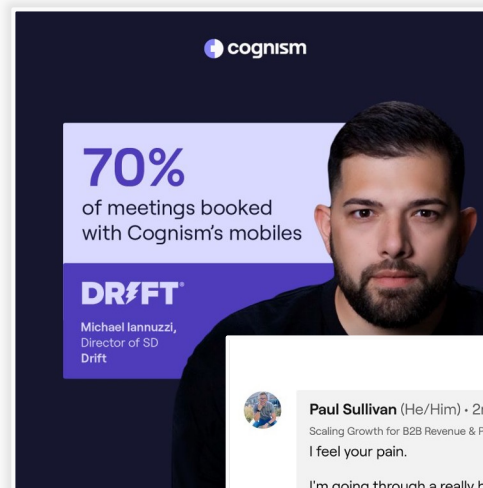 cognism
70%
of meetings booked
with Cognism's mobiles
DRIFT®
Michael Iannuzzi,
Director of SD
Drift
Paul Sullivan (He/Him) •
Scaling Growth for B2B Revenue &
I feel your pain.
I'm going through a really